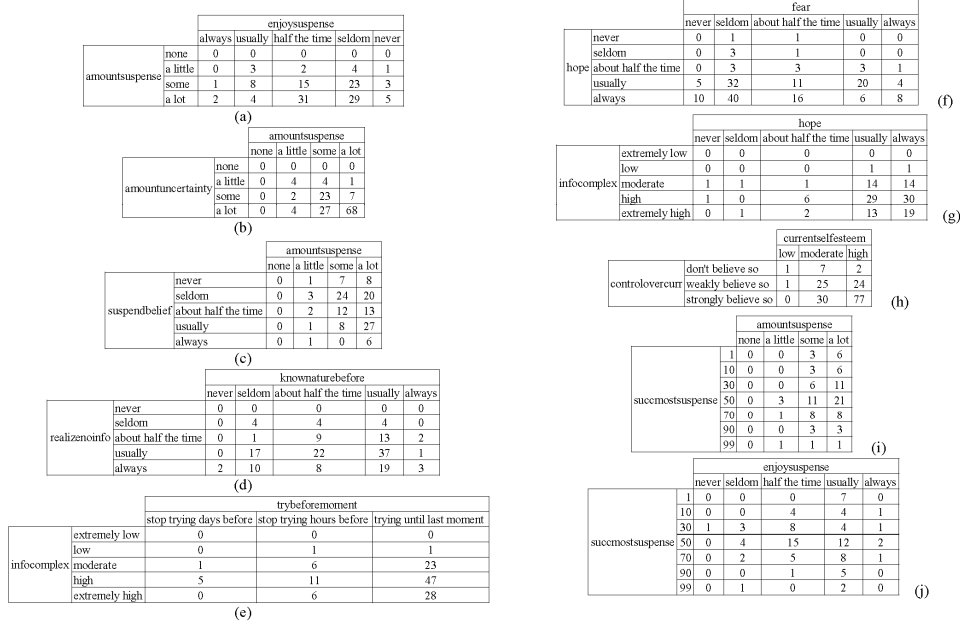 enjoysuspense
always usually half the time seldom never
amountsuspense
none 0 0 0 0 0
a little 0 3 2 4 1
some 1 8 15 23 3
a lot 2 4 31 29 5
(a)
amountsuspense
none a little some a lot
amountuncertainty
none 0 0 0 0
a little 0 4 4 1
some 0 2 23 7
a lot 0 4 27 68
(b)
amountsuspense
none a little some a lot
suspendbelief
never 0 1 7 8
seldom 0 3 24 20
about half the time 0 2 12 13
usually 0 1 8 27
always 0 1 0 6
(c)
knownaturebefore
never seldom about half the time usually always
realizenoinfo
never 0 0 0 0 0
seldom 0 4 4 4 0
about half the time 0 1 9 13 2
usually 0 17 22 37 1
always 2 10 8 19 3
(d)
trybeforemoment
stop trying days before stop trying hours before trying until last moment
infocomplex
extremely low 0 0 0
low 0 1 1
moderate 1 6 23
high 5 11 47
extremely high 0 6 28
(e)
fear
never seldom about half the time usually always
hope
never 0 1 1 0 0
seldom 0 3 1 0 0
about half the time 0 3 3 3 1
usually 5 32 11 20 4
always 10 40 16 6 8
(f)
hope
never seldom about half the time usually always
infocomplex
extremely low 0 0 0 0 0
low 0 0 0 1 1
moderate 1 1 1 14 14
high 1 0 6 29 30
extremely high 0 1 2 13 19
(g)
currentselfesteem
low moderate high
controlovercurr
don't believe so 1 7 2
weakly believe so 1 25 24
strongly believe so 0 30 77
(h)
amountsuspense
none a little some a lot
succmostsuspense
1 0 0 3 6
10 0 0 3 6
30 0 0 6 11
50 0 3 11 21
70 0 1 8 8
90 0 0 3 3
99 0 1 1 1
(i)
enjoysuspense
never seldom half the time usually always
succmostsuspense
1 0 0 0 7 0
10 0 0 4 4 1
30 1 3 8 4 1
50 0 4 15 12 2
70 0 2 5 8 1
90 0 0 1 5 0
99 0 1 0 2 0
(j)